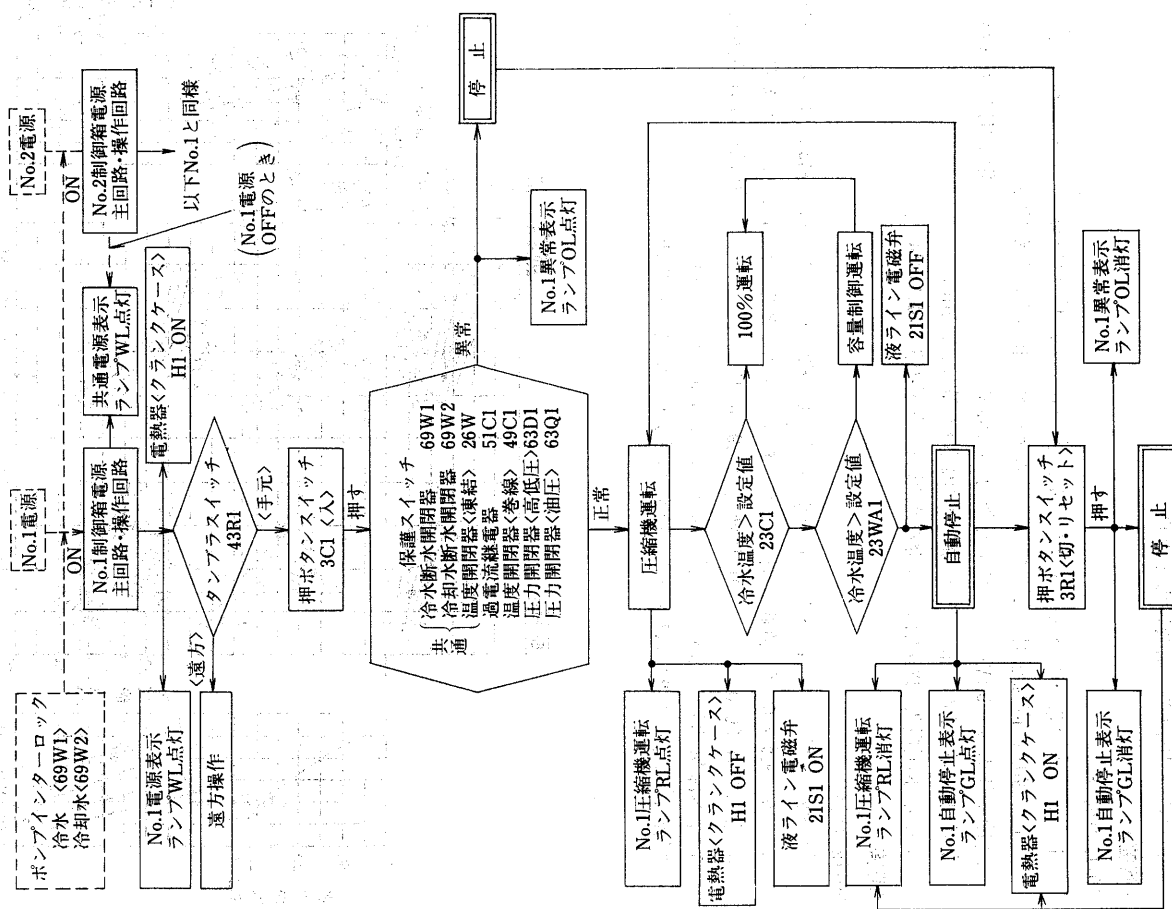 No.1電源
No.2電源
ポンプインターロック
冷水 〈69W1〉
冷却水〈69W2〉
ON
ON
No.1制御箱電源
主回路・操作回路
No.2制御箱電源
主回路・操作回路
以下No.1と同様
(No.1電源
OFFのとき)
共通電源表示
ランプWL点灯
No.1電源表示
ランプWL点灯
電熱器〈クランクケース〉
H1 ON
タンブラスイッチ
43R1
〈遠方〉
遠方操作
〈手元〉
押ボタンスイッチ
3C1〈入〉
押す
保護スイッチ
共通
冷水断水開閉器 69W1
冷却水断水開閉器 69W2
温度開閉器〈凍結〉 26W
過電流継電器 51C1
温度開閉器〈巻線〉 49C1
圧力開閉器〈高低圧〉63D1
圧力開閉器〈油圧〉 63Q1
異常
停止
No.1異常表示
ランプOL点灯
正常
圧縮機運転
No.1圧縮機運転
ランプRL点灯
電熱器〈クランクケース〉
H1 OFF
液ライン電磁弁
21S1 ON
冷水温度>設定値
23C1
100%運転
冷水温度>設定値
23WA1
容量制御運転
液ライン電磁弁
21S1 OFF
自動停止
No.1圧縮機運転
ランプRL消灯
No.1自動停止表示
ランプGL点灯
電熱器〈クランクケース〉
H1 ON
押ボタンスイッチ
3R1〈切・リセット〉
押す
No.1異常表示
ランプOL消灯
No.1自動停止表示
ランプGL消灯
停止